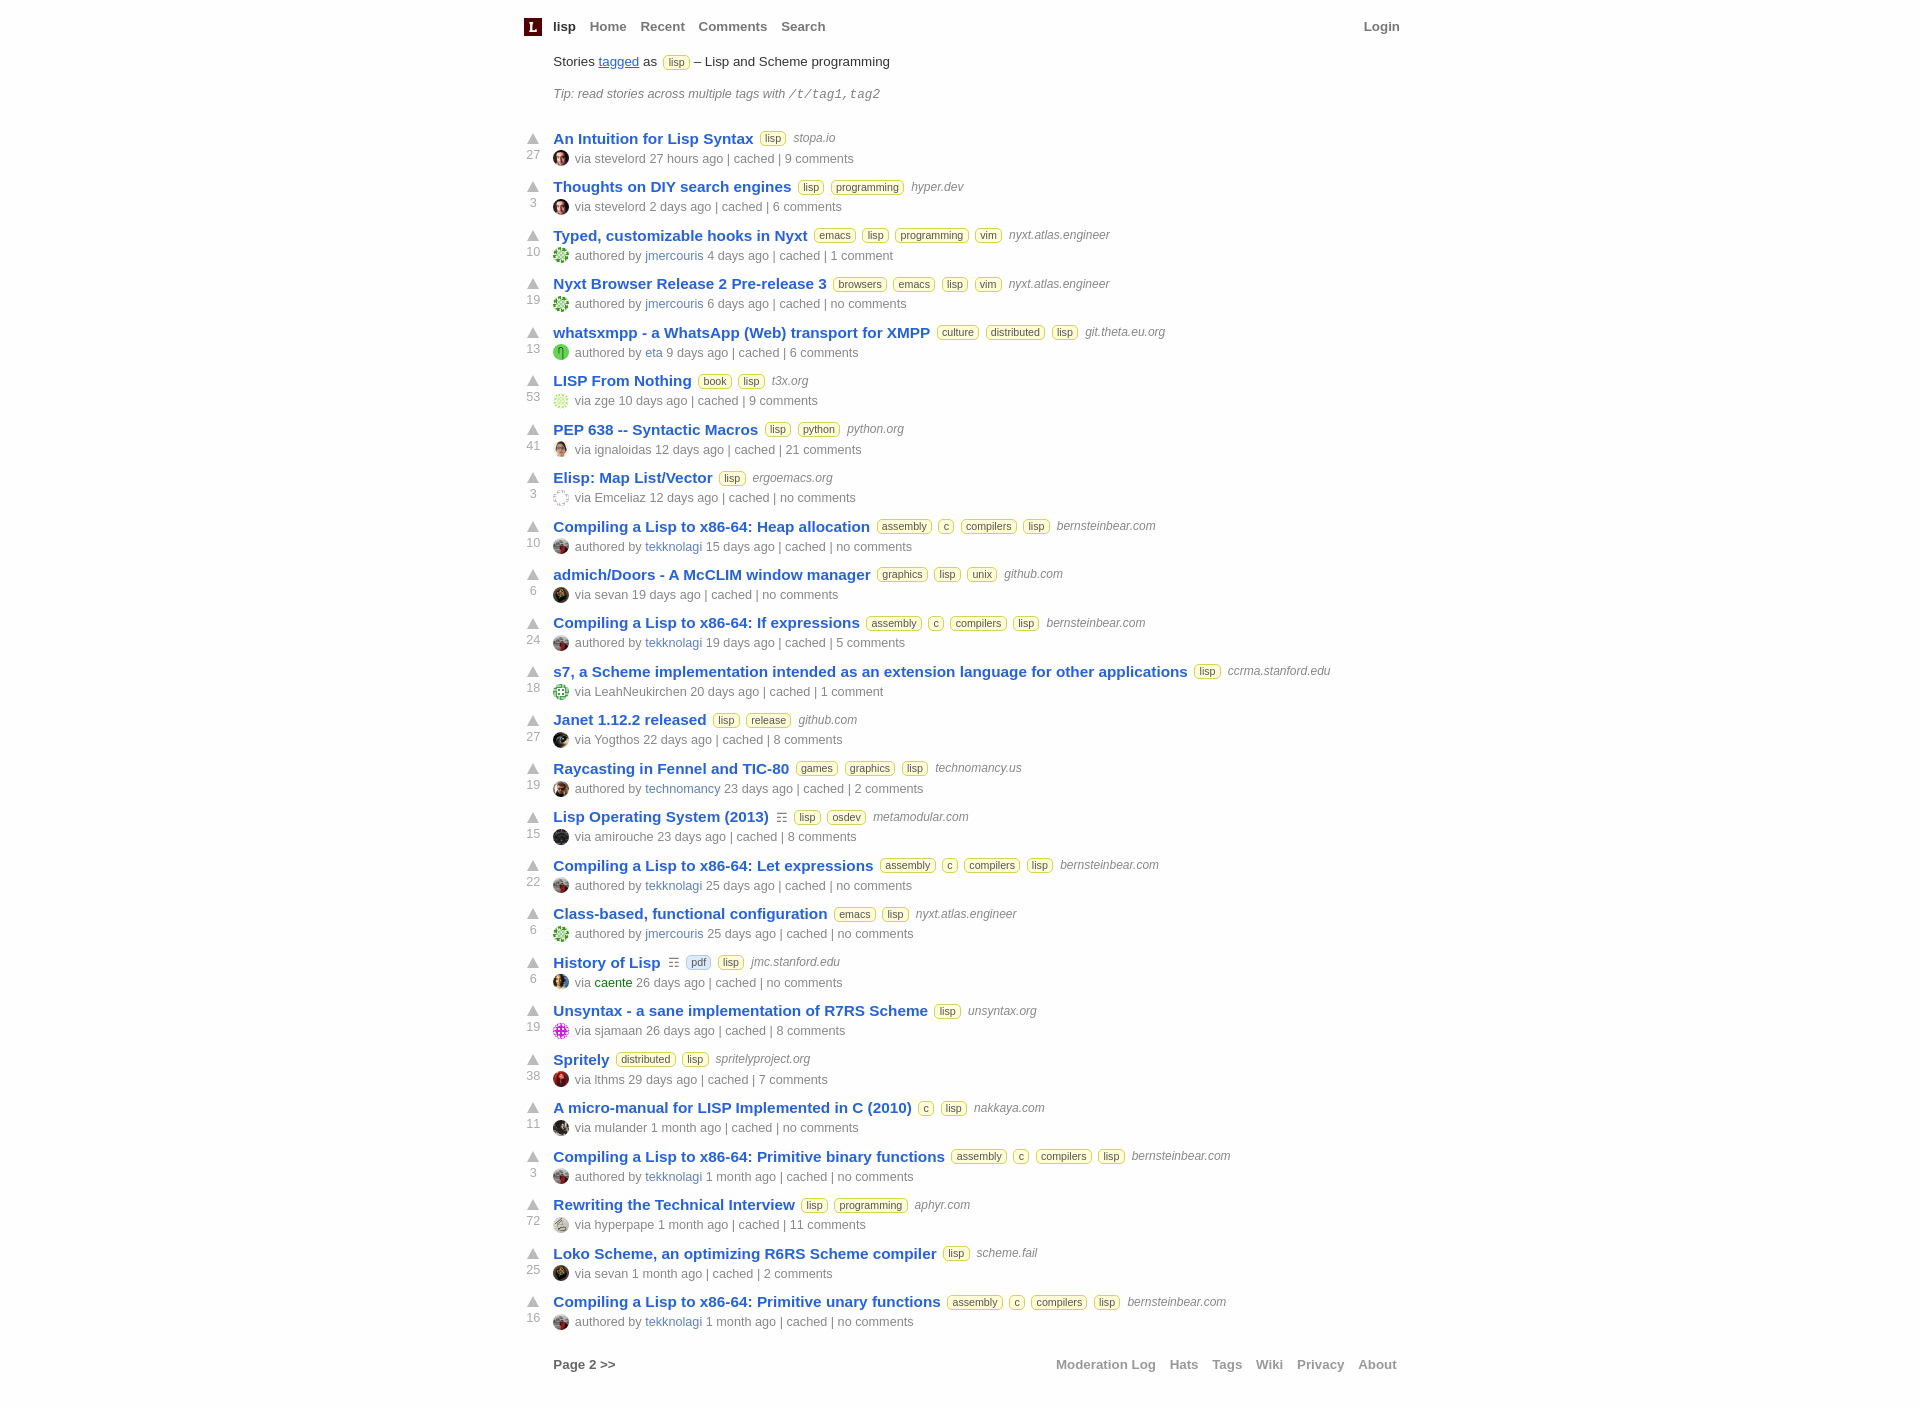 L lisp Home Recent Comments Search Login
Stories tagged as lisp – Lisp and Scheme programming
Tip: read stories across multiple tags with /t/tag1,tag2
An Intuition for Lisp Syntax lisp stopa.io
27 via stevelord 27 hours ago | cached | 9 comments
Thoughts on DIY search engines lisp programming hyper.dev
3 via stevelord 2 days ago | cached | 6 comments
Typed, customizable hooks in Nyxt emacs lisp programming vim nyxt.atlas.engineer
10 authored by jmercouris 4 days ago | cached | 1 comment
Nyxt Browser Release 2 Pre-release 3 browsers emacs lisp vim nyxt.atlas.engineer
19 authored by jmercouris 6 days ago | cached | no comments
whatsxmpp - a WhatsApp (Web) transport for XMPP culture distributed lisp git.theta.eu.org
13 authored by eta 9 days ago | cached | 6 comments
LISP From Nothing book lisp t3x.org
53 via zge 10 days ago | cached | 9 comments
PEP 638 -- Syntactic Macros lisp python python.org
41 via ignaloidas 12 days ago | cached | 21 comments
Elisp: Map List/Vector lisp ergoemacs.org
3 via Emceliaz 12 days ago | cached | no comments
Compiling a Lisp to x86-64: Heap allocation assembly c compilers lisp bernsteinbear.com
10 authored by tekknolagi 15 days ago | cached | no comments
admich/Doors - A McCLIM window manager graphics lisp unix github.com
6 via sevan 19 days ago | cached | no comments
Compiling a Lisp to x86-64: If expressions assembly c compilers lisp bernsteinbear.com
24 authored by tekknolagi 19 days ago | cached | 5 comments
s7, a Scheme implementation intended as an extension language for other applications lisp ccrma.stanford.edu
18 via LeahNeukirchen 20 days ago | cached | 1 comment
Janet 1.12.2 released lisp release github.com
27 via Yogthos 22 days ago | cached | 8 comments
Raycasting in Fennel and TIC-80 games graphics lisp technomancy.us
19 authored by technomancy 23 days ago | cached | 2 comments
Lisp Operating System (2013) ☶ lisp osdev metamodular.com
15 via amirouche 23 days ago | cached | 8 comments
Compiling a Lisp to x86-64: Let expressions assembly c compilers lisp bernsteinbear.com
22 authored by tekknolagi 25 days ago | cached | no comments
Class-based, functional configuration emacs lisp nyxt.atlas.engineer
6 authored by jmercouris 25 days ago | cached | no comments
History of Lisp ☶ pdf lisp jmc.stanford.edu
6 via caente 26 days ago | cached | no comments
Unsyntax - a sane implementation of R7RS Scheme lisp unsyntax.org
19 via sjamaan 26 days ago | cached | 8 comments
Spritely distributed lisp spritelyproject.org
38 via lthms 29 days ago | cached | 7 comments
A micro-manual for LISP Implemented in C (2010) c lisp nakkaya.com
11 via mulander 1 month ago | cached | no comments
Compiling a Lisp to x86-64: Primitive binary functions assembly c compilers lisp bernsteinbear.com
3 authored by tekknolagi 1 month ago | cached | no comments
Rewriting the Technical Interview lisp programming aphyr.com
72 via hyperpape 1 month ago | cached | 11 comments
Loko Scheme, an optimizing R6RS Scheme compiler lisp scheme.fail
25 via sevan 1 month ago | cached | 2 comments
Compiling a Lisp to x86-64: Primitive unary functions assembly c compilers lisp bernsteinbear.com
16 authored by tekknolagi 1 month ago | cached | no comments
Page 2 >> Moderation Log Hats Tags Wiki Privacy About